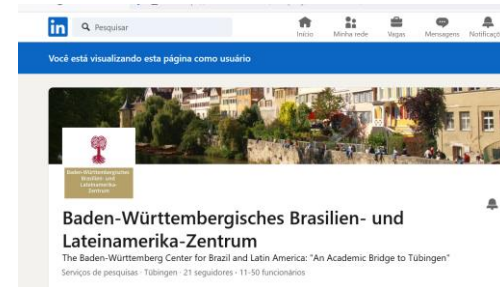 in Pesquisar
Início Minha rede Vagas Mensagens Notificaçõ
Você está visualizando esta página como usuário
Baden-Württembergisches
Brasilien- und
Lateinamerika-
Zentrum
Baden-Württembergisches Brasilien- und
Lateinamerika-Zentrum
The Baden-Württemberg Center for Brazil and Latin America: "An Academic Bridge to Tübingen"
Serviços de pesquisas · Tübingen · 21 seguidores · 11-50 funcionários